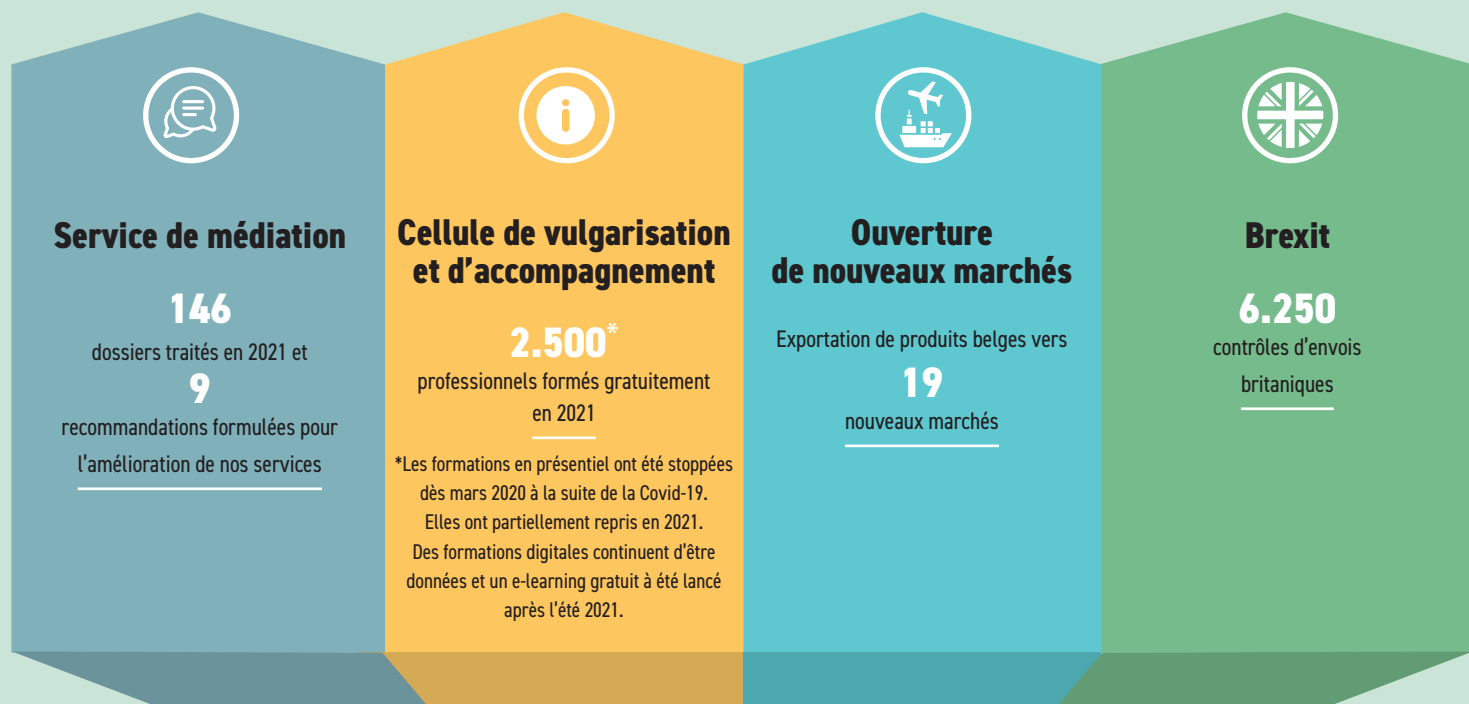 Service de médiation
146
dossiers traités en 2021 et
9
recommandations formulées pour
l'amélioration de nos services
Cellule de vulgarisation
et d'accompagnement
2.500*
professionnels formés gratuitement
en 2021
*Les formations en présentiel ont été stoppées
dès mars 2020 à la suite de la Covid-19.
Elles ont partiellement repris en 2021.
Des formations digitales continuent d'être
données et un e-learning gratuit à été lancé
après l'été 2021.
Ouverture
de nouveaux marchés
Exportation de produits belges vers
19
nouveaux marchés
Brexit
6.250
contrôles d'envois
britaniques